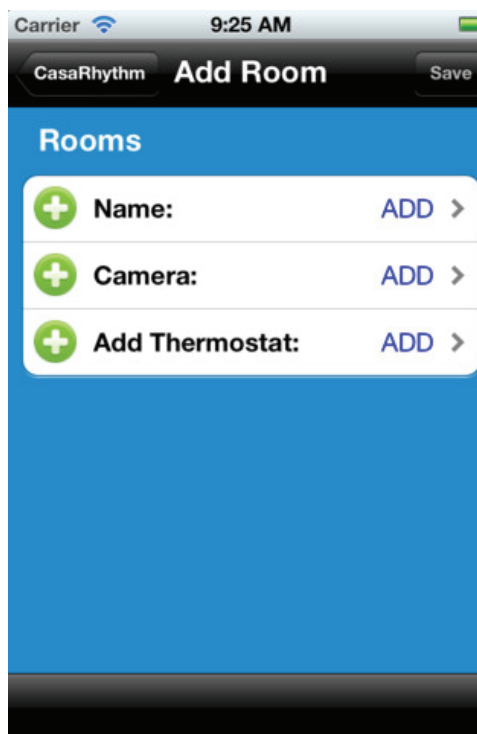 Carrier 9:25 AM
CasaRhythm Add Room Save
Rooms
Name: ADD
Camera: ADD
Add Thermostat: ADD